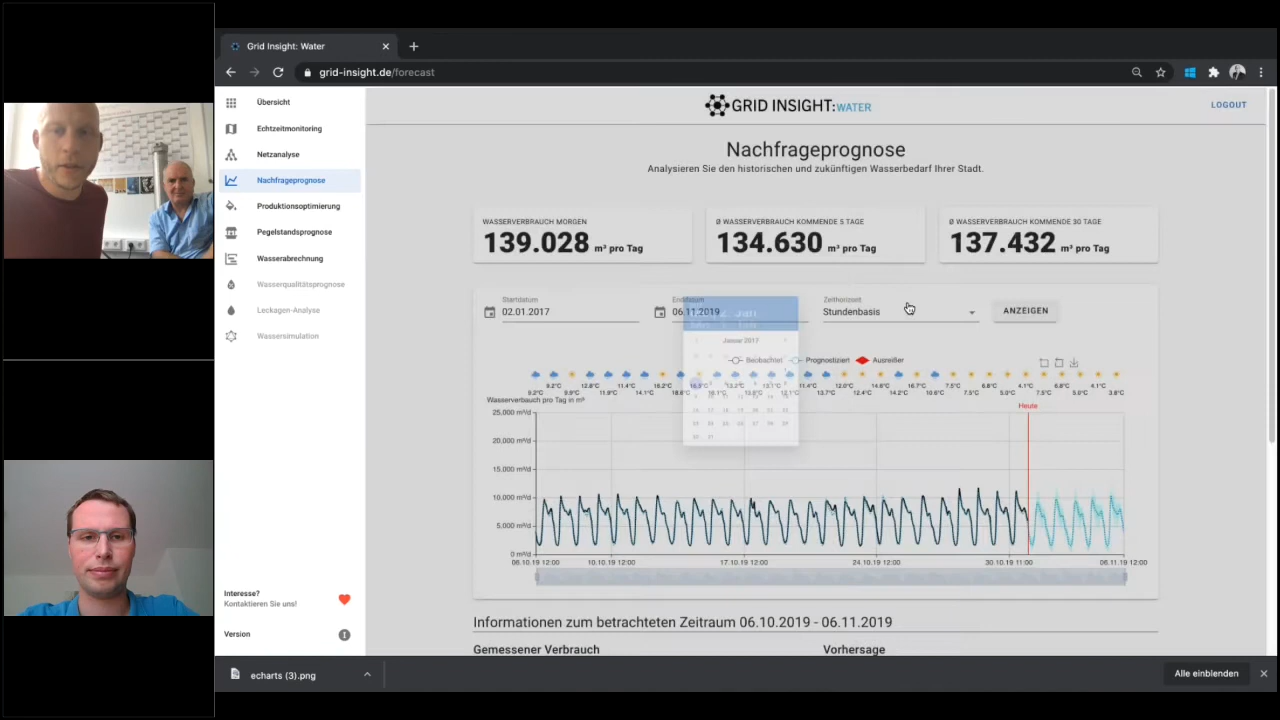 Grid Insight: Water
grid-insight.de/forecast
Übersicht
Echtzeitmonitoring
Netzanalyse
Nachfrageprognose
Produktionsoptimierung
Pegelstandsprognose
Wasserabrechnung
Wasserqualitätsprognose
Leckagen-Analyse
Wassersimulation
Interesse?
Kontaktieren Sie uns!
Version
GRID INSIGHT:WATER
LOGOUT
Nachfrageprognose
Analysieren Sie den historischen und zukünftigen Wasserbedarf Ihrer Stadt.
WASSERVERBRAUCH MORGEN
139.028 m³ pro Tag
Ø WASSERVERBRAUCH KOMMENDE 5 TAGE
134.630 m³ pro Tag
Ø WASSERVERBRAUCH KOMMENDE 30 TAGE
137.432 m³ pro Tag
Startdatum
02.01.2017
Enddatum
06.11.2019
Zeithorizont
Stundenbasis
ANZEIGEN
Januar 2017
Beobachtet Prognostiziert Ausreißer
Wasserverbrauch pro Tag in m³
Heute
25,000 m³/d
20,000 m³/d
15,000 m³/d
10,000 m³/d
5,000 m³/d
0 m³/d
06.10.19 12:00 10.10.19 12:00 17.10.19 12:00 24.10.19 12:00 30.10.19 11:00 06.11.19 12:00
Informationen zum betrachteten Zeitraum 06.10.2019 - 06.11.2019
Gemessener Verbrauch
Vorhersage
echarts (3).png
Alle einblenden